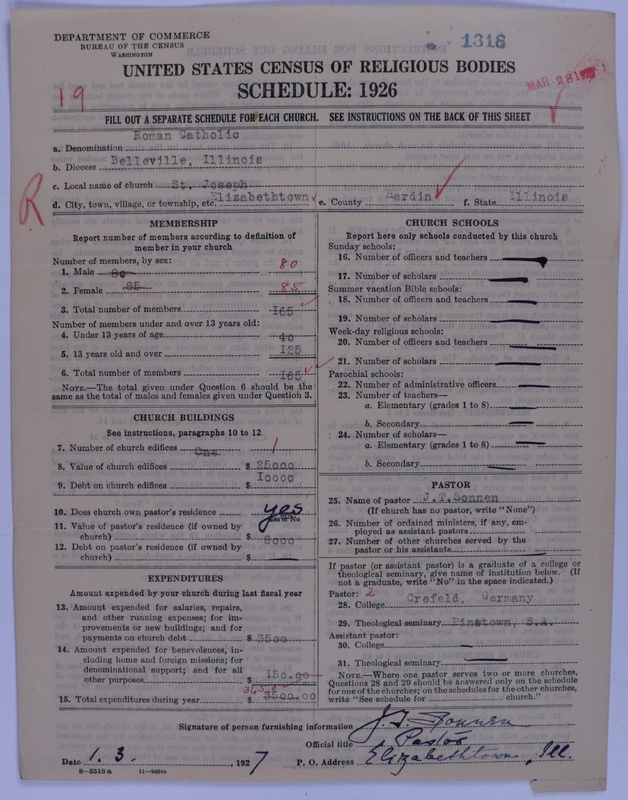 DEPARTMENT OF COMMERCE
BUREAU OF THE CENSUS
WASHINGTON
1318
UNITED STATES CENSUS OF RELIGIOUS BODIES
SCHEDULE: 1926
19
MAR 28
FILL OUT A SEPARATE SCHEDULE FOR EACH CHURCH. SEE INSTRUCTIONS ON THE BACK OF THIS SHEET
a. Denomination Roman Catholic
b. Diocese Belleville, Illinois
c. Local name of church St. Joseph
d. City, town, village, or township, etc. Elizabethtown e. County Hardin f. State Illinois
R
MEMBERSHIP
Report number of members according to definition of
member in your church
Number of members, by sex:
1. Male 80 80
2. Female 85 85
3. Total number of members 165
Number of members under and over 13 years old:
4. Under 13 years of age 40
5. 13 years old and over 125
6. Total number of members 165
NOTE.—The total given under Question 6 should be the
same as the total of males and females given under Question 3.
CHURCH BUILDINGS
See instructions, paragraphs 10 to 12
7. Number of church edifices One 1
8. Value of church edifices $ 25000
9. Debt on church edifices $ 10000
10. Does church own pastor's residence yes
Yes or No
11. Value of pastor's residence (if owned by
church) $ 8000
12. Debt on pastor's residence (if owned by
church) $
EXPENDITURES
Amount expended by your church during last fiscal year
13. Amount expended for salaries, repairs,
and other running expenses; for im-
provements or new buildings; and for
payments on church debt $ 3500
14. Amount expended for benevolences, in-
cluding home and foreign missions; for
denominational support; and for all
other purposes $ 150.00
3650
15. Total expenditures during year $ 3500.00
CHURCH SCHOOLS
Report here only schools conducted by this church
Sunday schools:
16. Number of officers and teachers
17. Number of scholars
Summer vacation Bible schools:
18. Number of officers and teachers
19. Number of scholars
Week-day religious schools:
20. Number of officers and teachers
21. Number of scholars
Parochial schools:
22. Number of administrative officers
23. Number of teachers—
a. Elementary (grades 1 to 8)
b. Secondary
24. Number of scholars—
a. Elementary (grades 1 to 8)
b. Secondary
PASTOR
25. Name of pastor J.T.Sonnen
(If church has no pastor, write "None")
26. Number of ordained ministers, if any, em-
ployed as assistant pastors
27. Number of other churches served by the
pastor or his assistants
If pastor (or assistant pastor) is a graduate of a college or
theological seminary, give name of institution below. (If
not a graduate, write "No" in the space indicated.)
Pastor: 2
28. College Crefeld, Germany
29. Theological seminary Pinetown, S.A.
Assistant pastor:
30. College
31. Theological seminary
NOTE.—Where one pastor serves two or more churches,
Questions 28 and 29 should be answered only on the schedule
for one of the churches; on the schedules for the other churches,
write "See schedule for church."
Signature of person furnishing information J. T. Sonnen
Official title Pastor
Date 1. 3. , 1927 P. O. Address Elizabethtown, Ill.
8—5518a